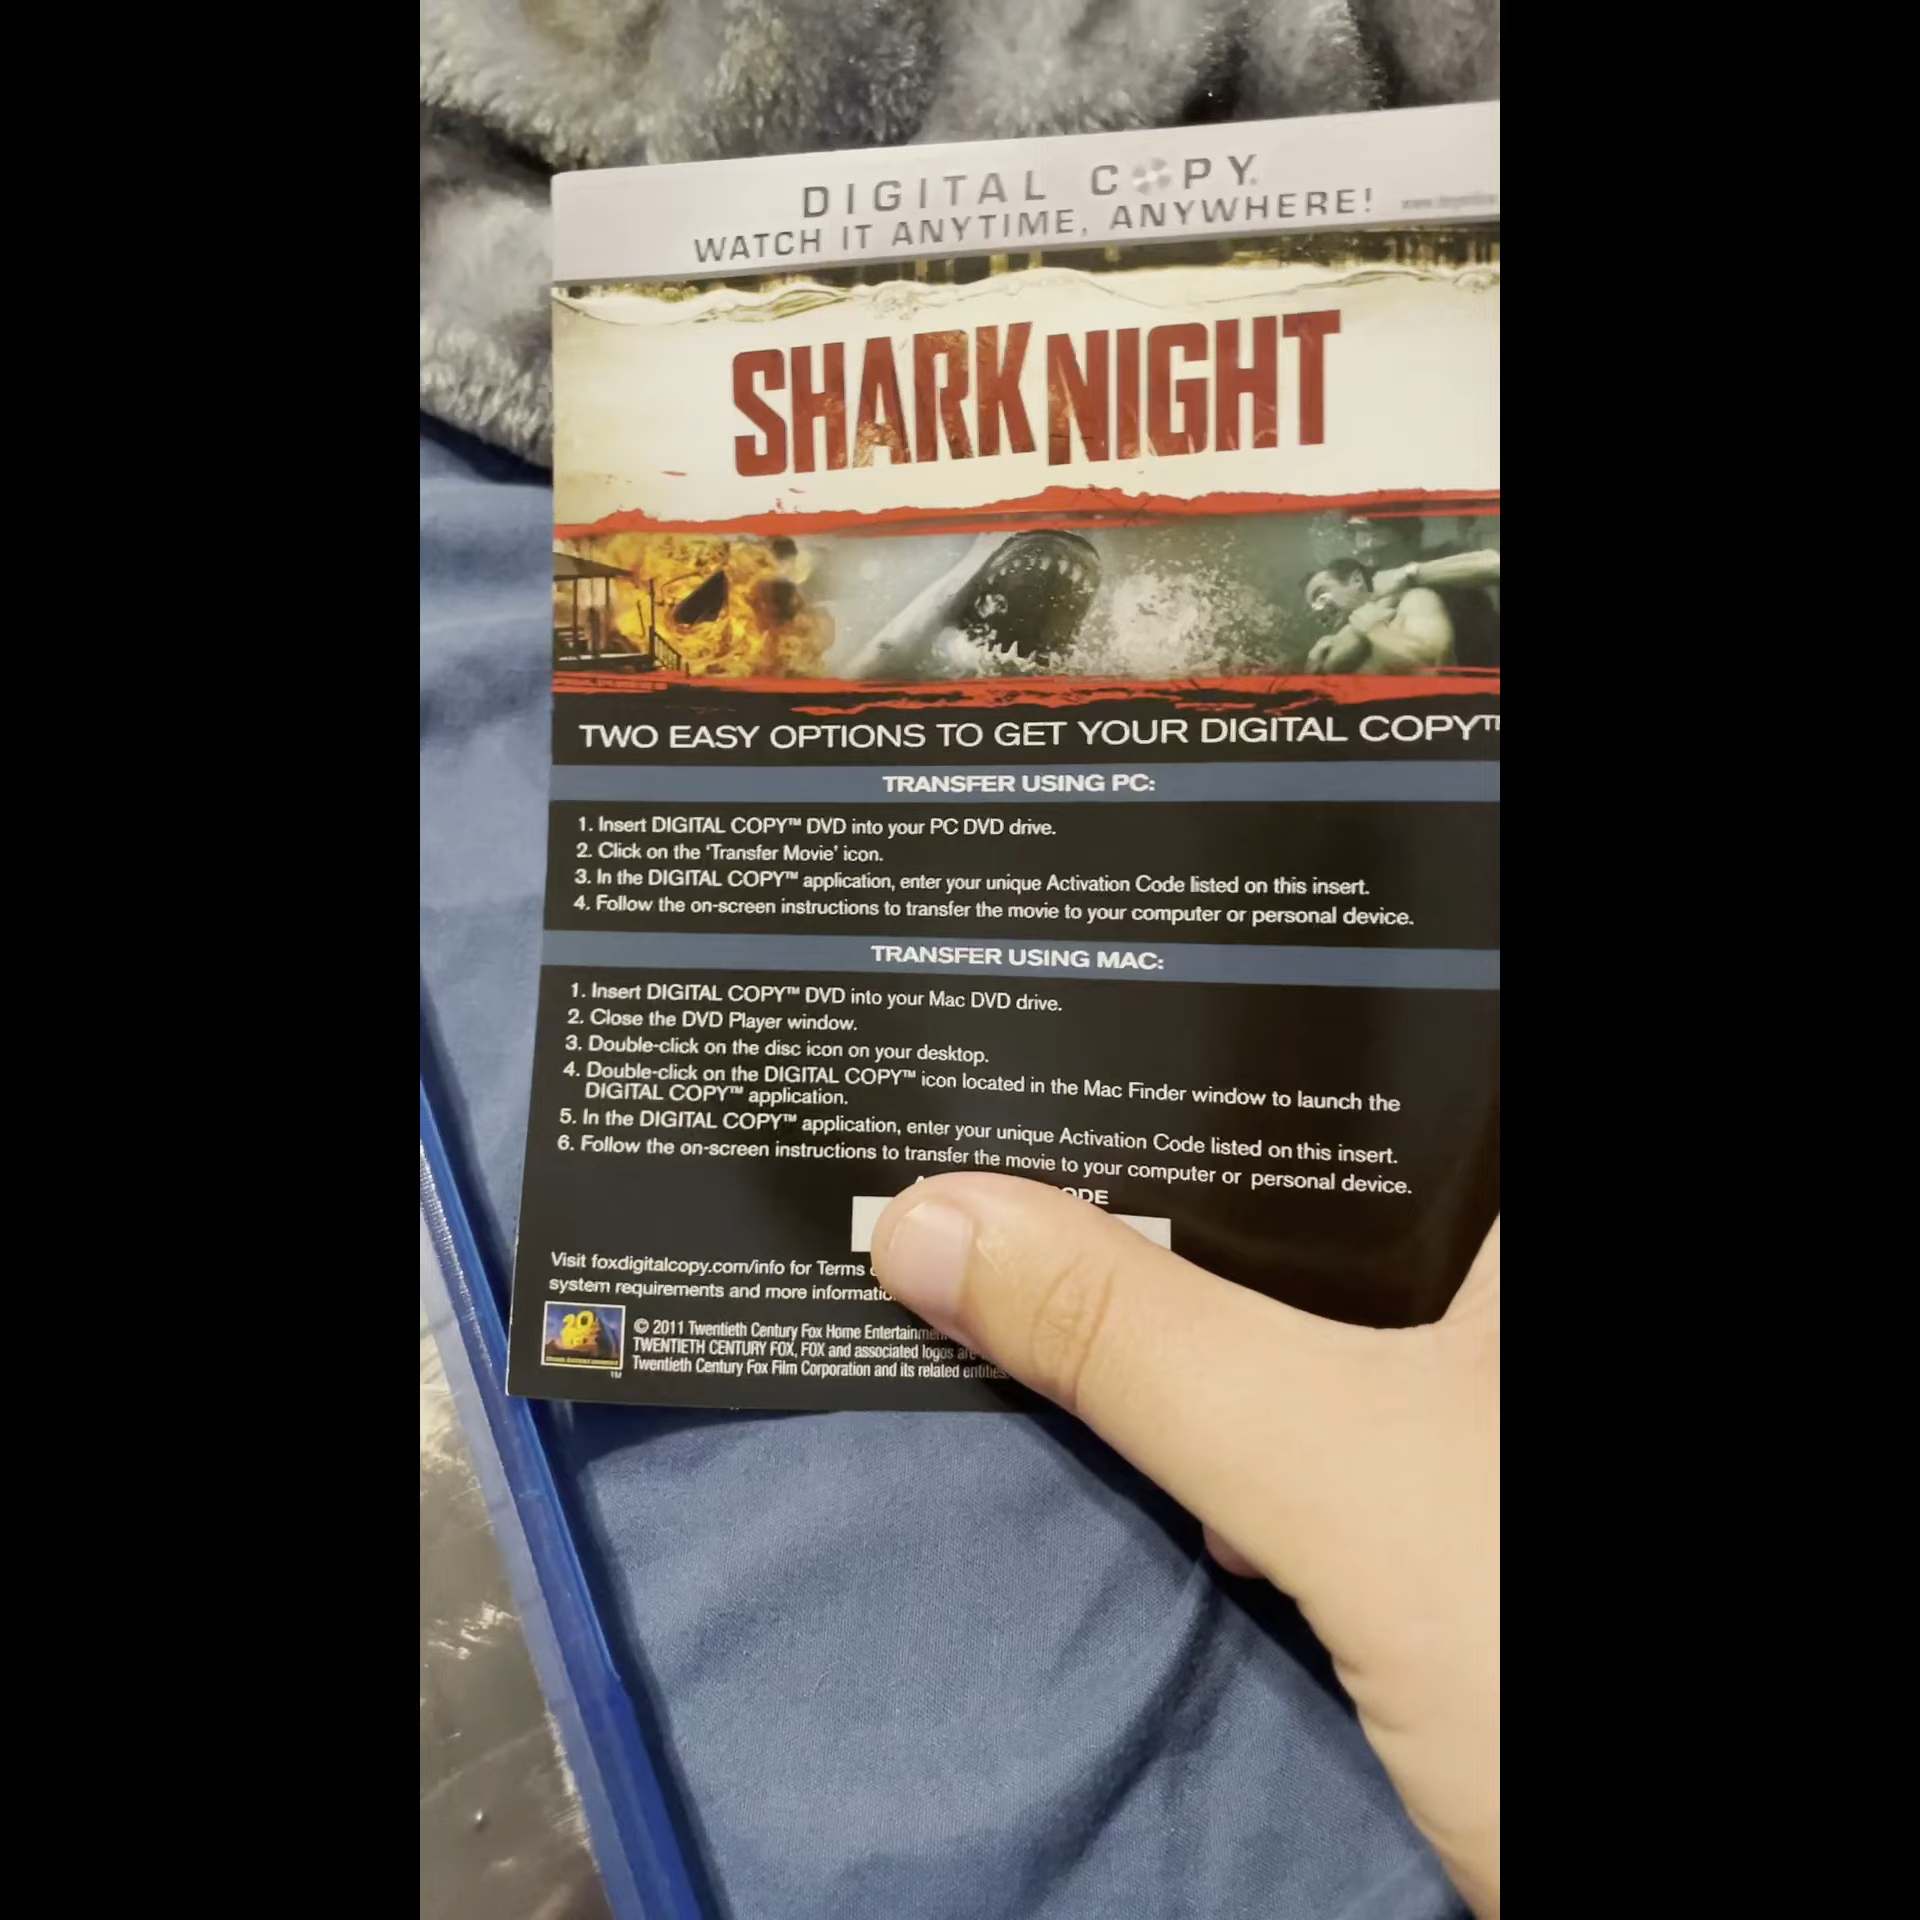 DIGITAL COPY
WATCH IT ANYTIME, ANYWHERE!
SHARK NIGHT
TWO EASY OPTIONS TO GET YOUR DIGITAL COPY™
TRANSFER USING PC:
1. Insert DIGITAL COPY™ DVD into your PC DVD drive.
2. Click on the 'Transfer Movie' icon.
3. In the DIGITAL COPY™ application, enter your unique Activation Code listed on this insert.
4. Follow the on-screen instructions to transfer the movie to your computer or personal device.
TRANSFER USING MAC:
1. Insert DIGITAL COPY™ DVD into your Mac DVD drive.
2. Close the DVD Player window.
3. Double-click on the disc icon on your desktop.
4. Double-click on the DIGITAL COPY™ icon located in the Mac Finder window to launch the
DIGITAL COPY™ application.
5. In the DIGITAL COPY™ application, enter your unique Activation Code listed on this insert.
6. Follow the on-screen instructions to transfer the movie to your computer or personal device.
Visit foxdigitalcopy.com/info for Terms
system requirements and more
© 2011 Twentieth Century Fox Home
TWENTIETH CENTURY FOX, FOX and associated logos are
Twentieth Century Fox Film Corporation and its related entities.